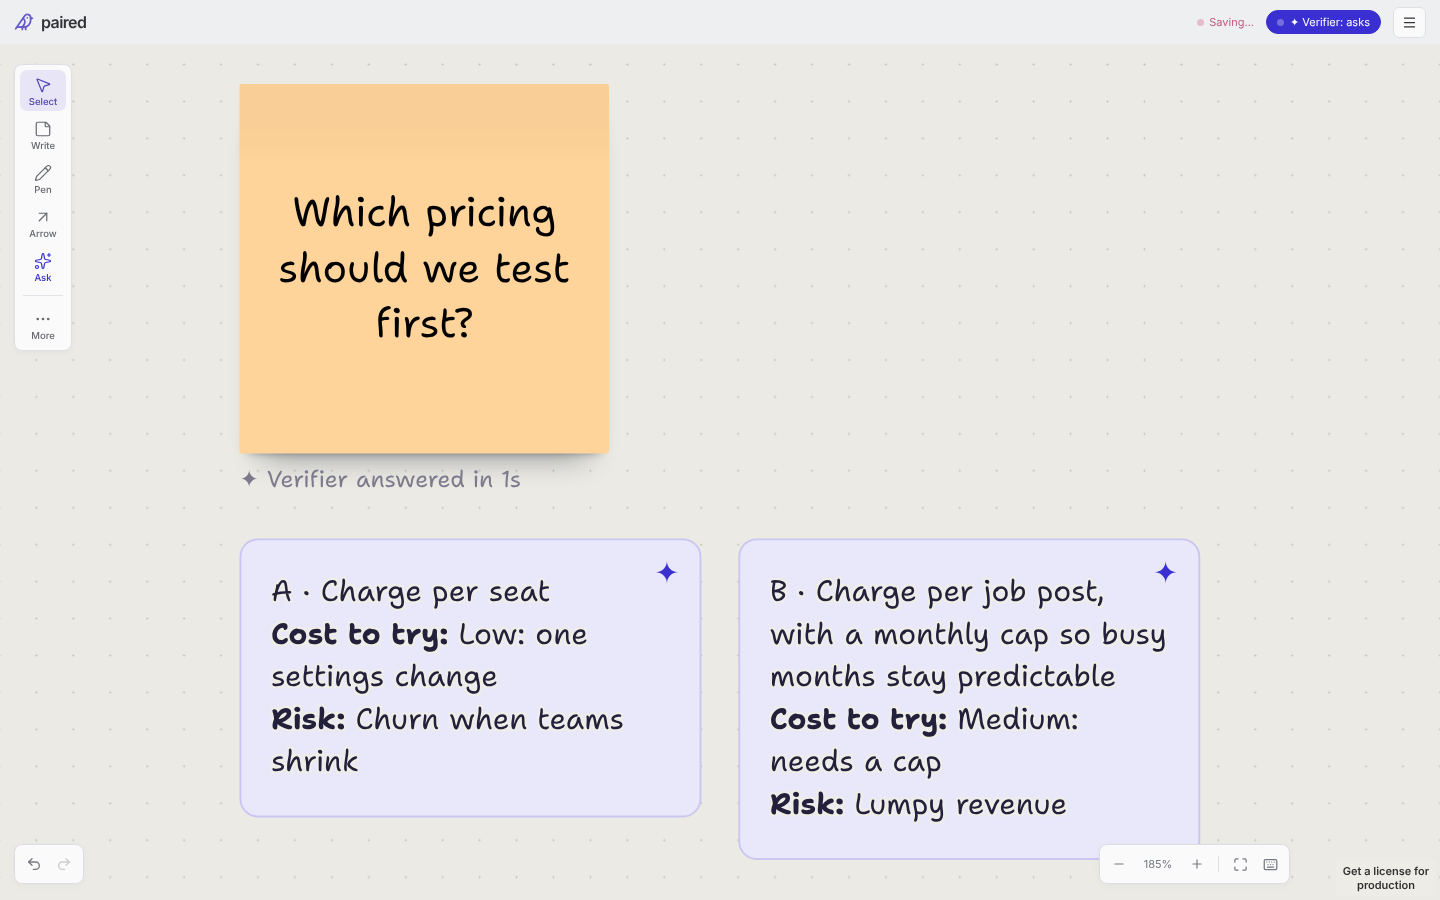 paired
Saving...
✦ Verifier: asks
Select
Write
Pen
Arrow
Ask
More
Which pricing
should we test
first?
✦ Verifier answered in 1s
A · Charge per seat
Cost to try: Low: one
settings change
Risk: Churn when teams
shrink
B · Charge per job post,
with a monthly cap so busy
months stay predictable
Cost to try: Medium:
needs a cap
Risk: Lumpy revenue
185%
Get a license for
production